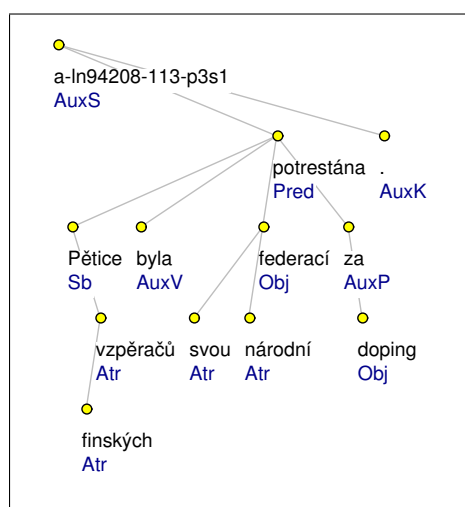 a-ln94208-113-p3s1
AuxS
potrestána .
Pred AuxK
Pětice byla federací za
Sb AuxV Obj AuxP
vzpěračů svou národní doping
Atr Atr Atr Obj
finských
Atr